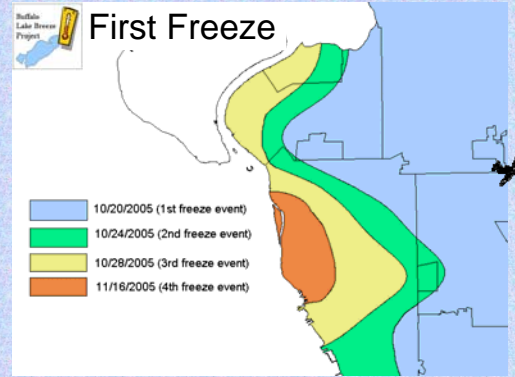 Buffalo
Lake Breeze
Project
First Freeze
10/20/2005 (1st freeze event)
10/24/2005 (2nd freeze event)
10/28/2005 (3rd freeze event)
11/16/2005 (4th freeze event)